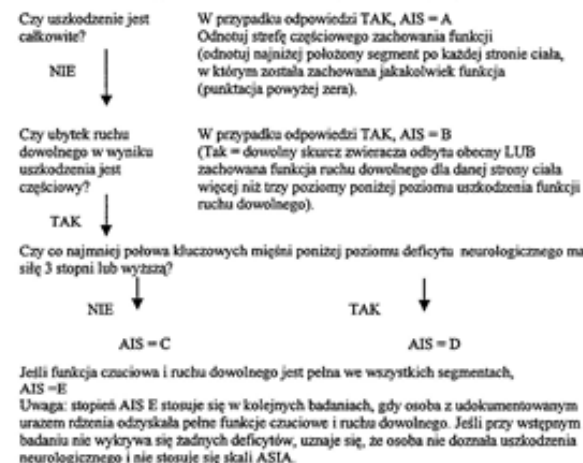 Czy uszkodzenie jest
całkowite?
NIE
W przypadku odpowiedzi TAK, AIS = A
Odnotuj strefę częściowego zachowania funkcji
(odnotuj najniżej położony segment po każdej stronie ciała,
w którym została zachowana jakakolwiek funkcja
(punktacja powyżej zera).
Czy ubytek ruchu
dowolnego w wyniku
uszkodzenia jest
częściowy?
TAK
W przypadku odpowiedzi TAK, AIS = B
(Tak = dowolny skurcz zwieracza odbytu obecny LUB
zachowana funkcja ruchu dowolnego dla danej strony ciała
więcej niż trzy poziomy poniżej poziomu uszkodzenia funkcji
ruchu dowolnego).
Czy co najmniej połowa kluczowych mięśni poniżej poziomu deficytu neurologicznego ma
siłę 3 stopni lub wyższą?
NIE TAK
AIS = C AIS = D
Jeśli funkcja czuciowa i ruchu dowolnego jest pełna we wszystkich segmentach,
AIS =E
Uwaga: stopień AIS E stosuje się w kolejnych badaniach, gdy osoba z udokumentowanym
urazem rdzenia odzyskała pełne funkcje czuciowe i ruchu dowolnego. Jeśli przy wstępnym
badaniu nie wykrywa się żadnych deficytów, uznaje się, że osoba nie doznała uszkodzenia
neurologicznego i nie stosuje się skali ASIA.